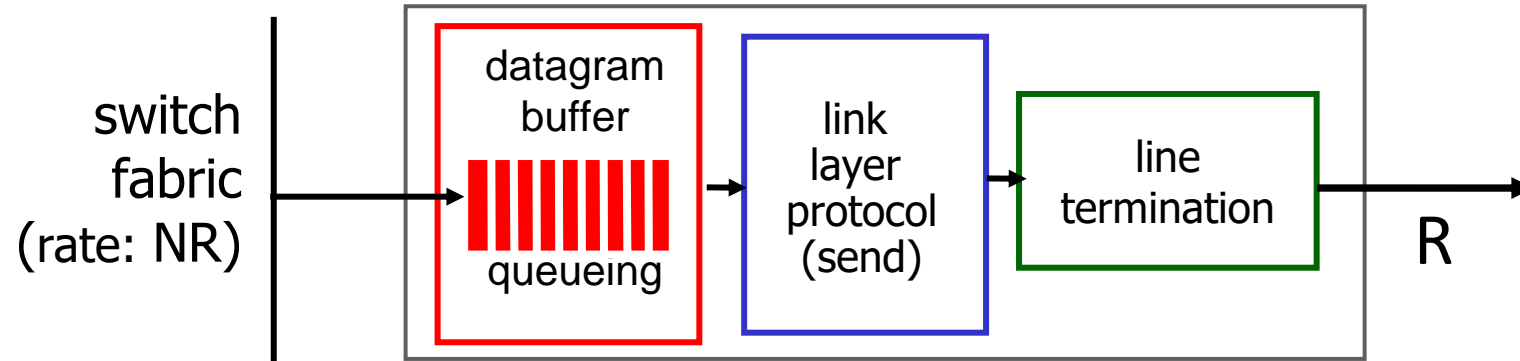 switch
fabric
(rate: NR)
datagram
buffer
queueing
link
layer
protocol
(send)
line
termination
R